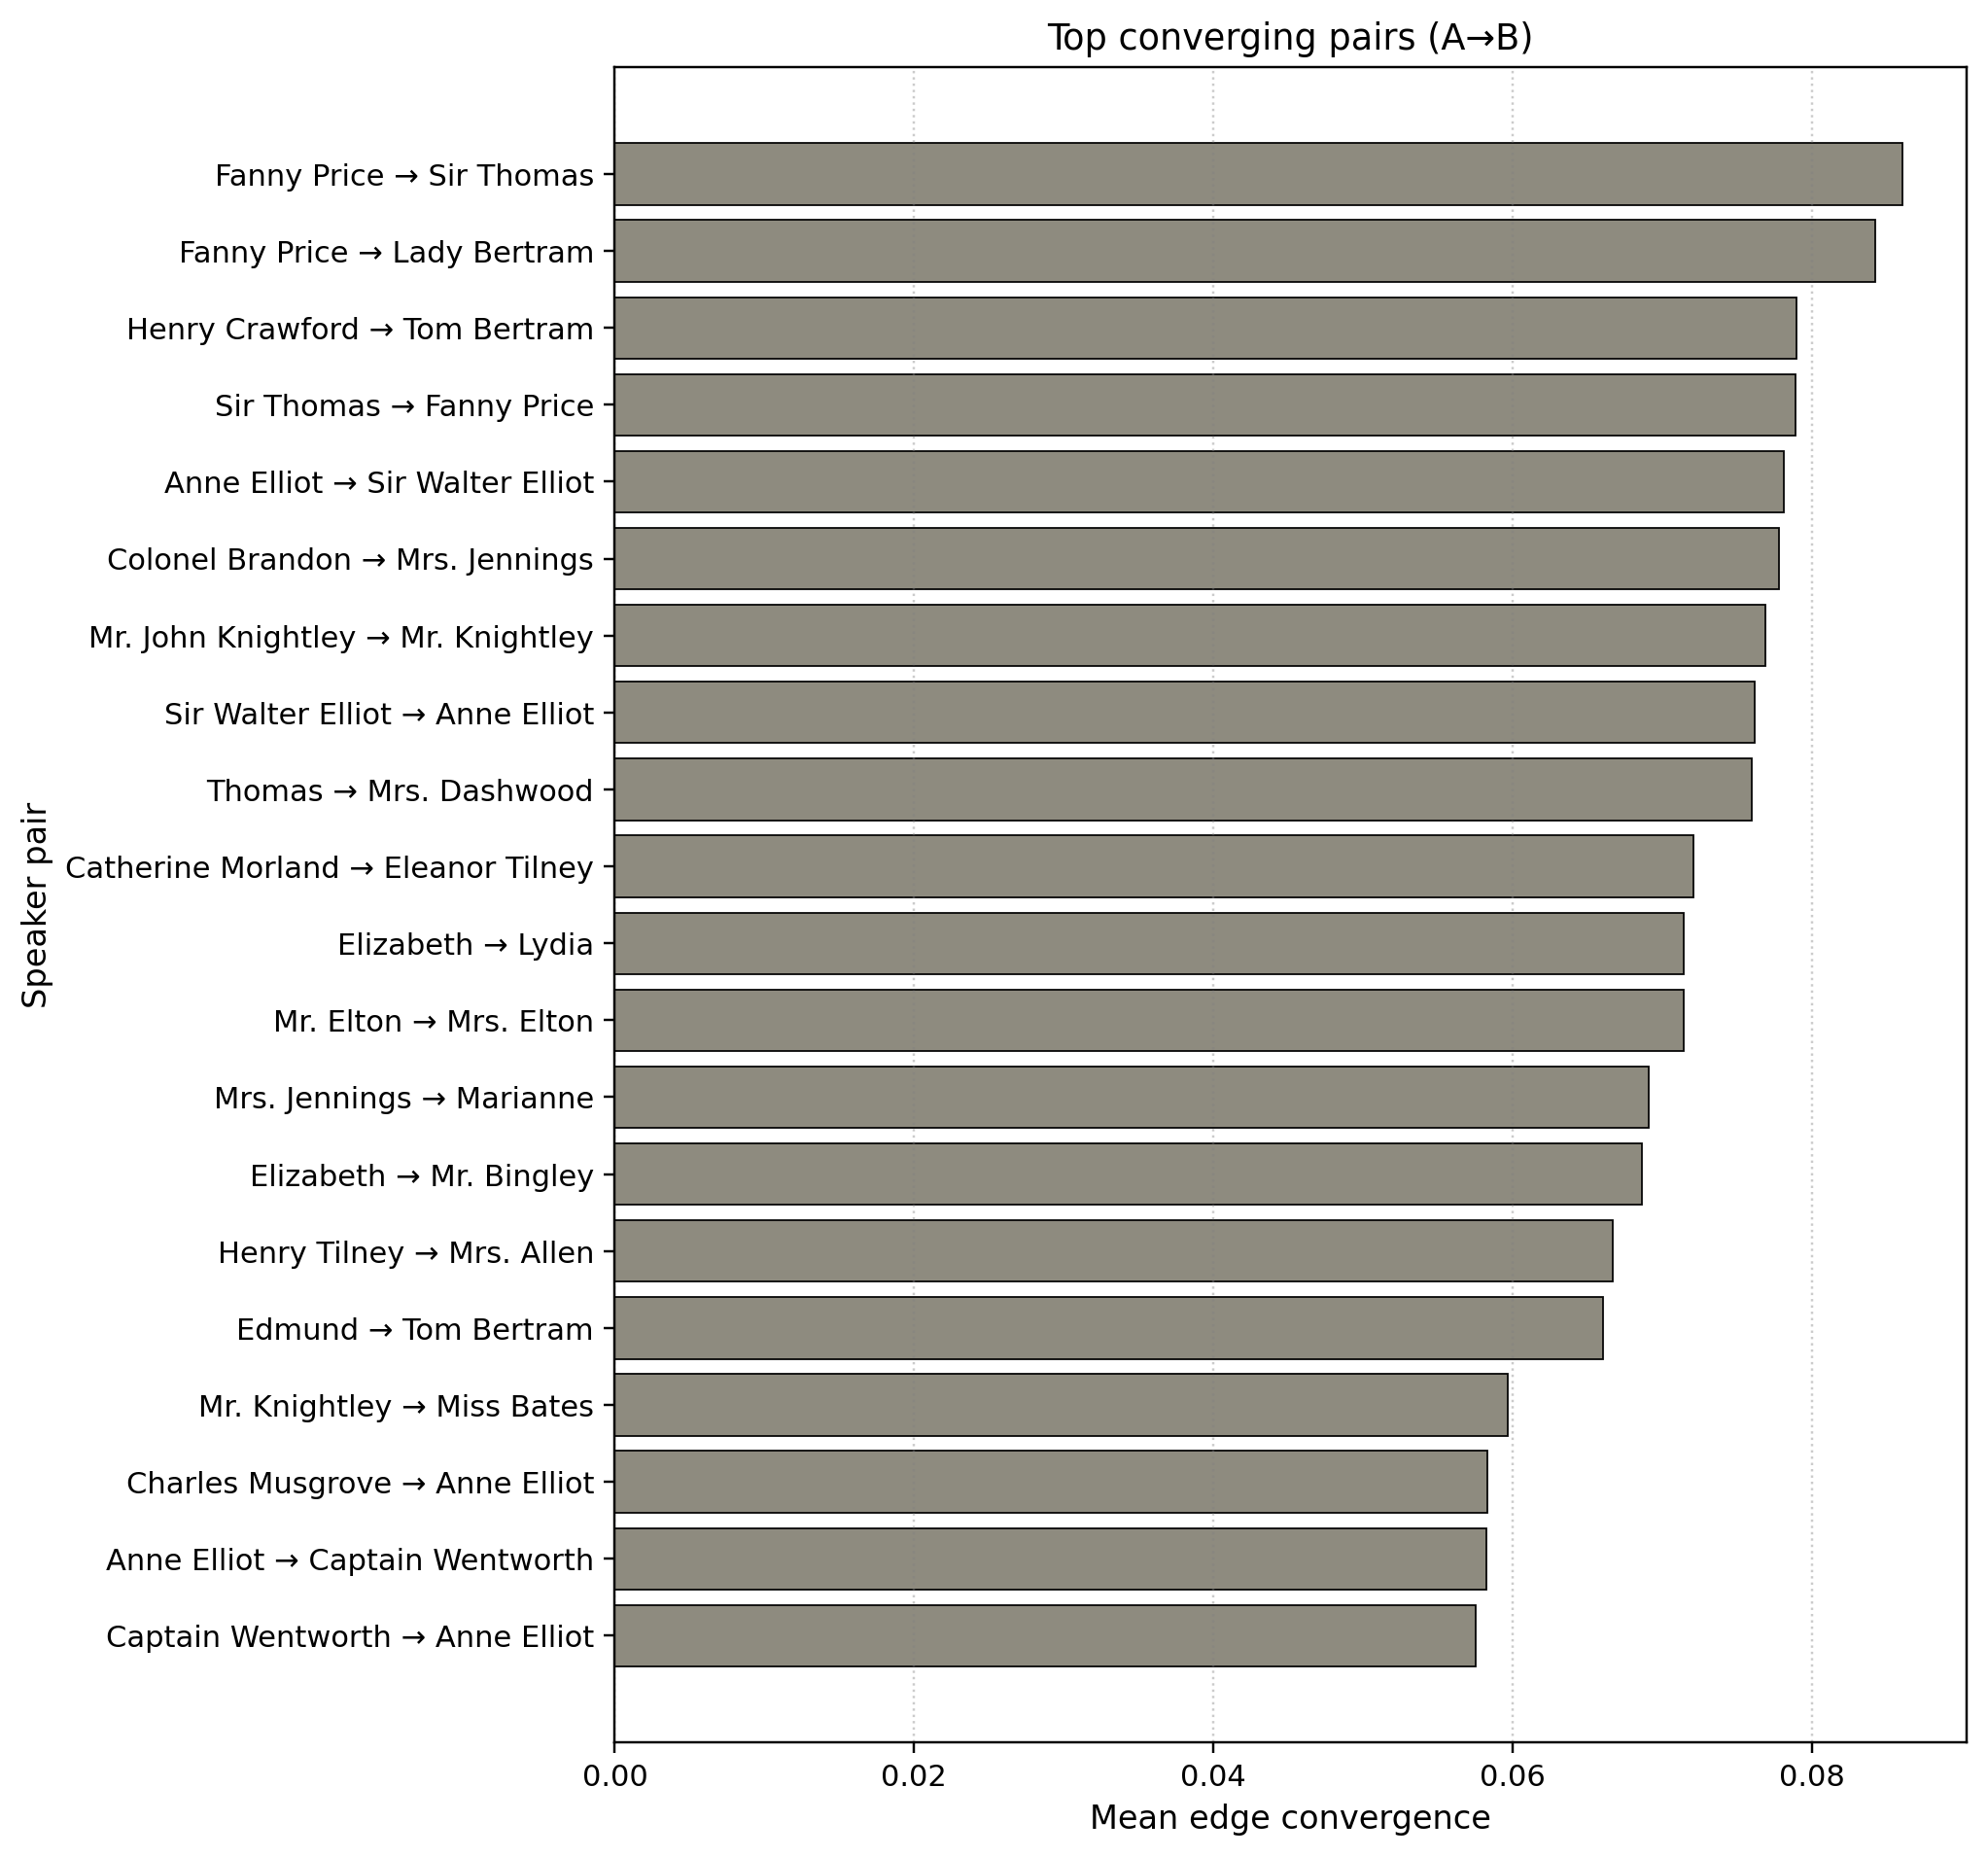 Top converging pairs (A→B)
Speaker pair
Fanny Price → Sir Thomas
Fanny Price → Lady Bertram
Henry Crawford → Tom Bertram
Sir Thomas → Fanny Price
Anne Elliot → Sir Walter Elliot
Colonel Brandon → Mrs. Jennings
Mr. John Knightley → Mr. Knightley
Sir Walter Elliot → Anne Elliot
Thomas → Mrs. Dashwood
Catherine Morland → Eleanor Tilney
Elizabeth → Lydia
Mr. Elton → Mrs. Elton
Mrs. Jennings → Marianne
Elizabeth → Mr. Bingley
Henry Tilney → Mrs. Allen
Edmund → Tom Bertram
Mr. Knightley → Miss Bates
Charles Musgrove → Anne Elliot
Anne Elliot → Captain Wentworth
Captain Wentworth → Anne Elliot
0.00 0.02 0.04 0.06 0.08
Mean edge convergence